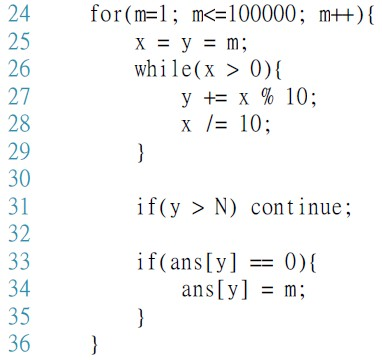 24 for(m=1; m<=100000; m++){
25 x = y = m;
26 while(x > 0){
27 y += x % 10;
28 x /= 10;
29 }
30
31 if(y > N) continue;
32
33 if(ans[y] == 0){
34 ans[y] = m;
35 }
36 }